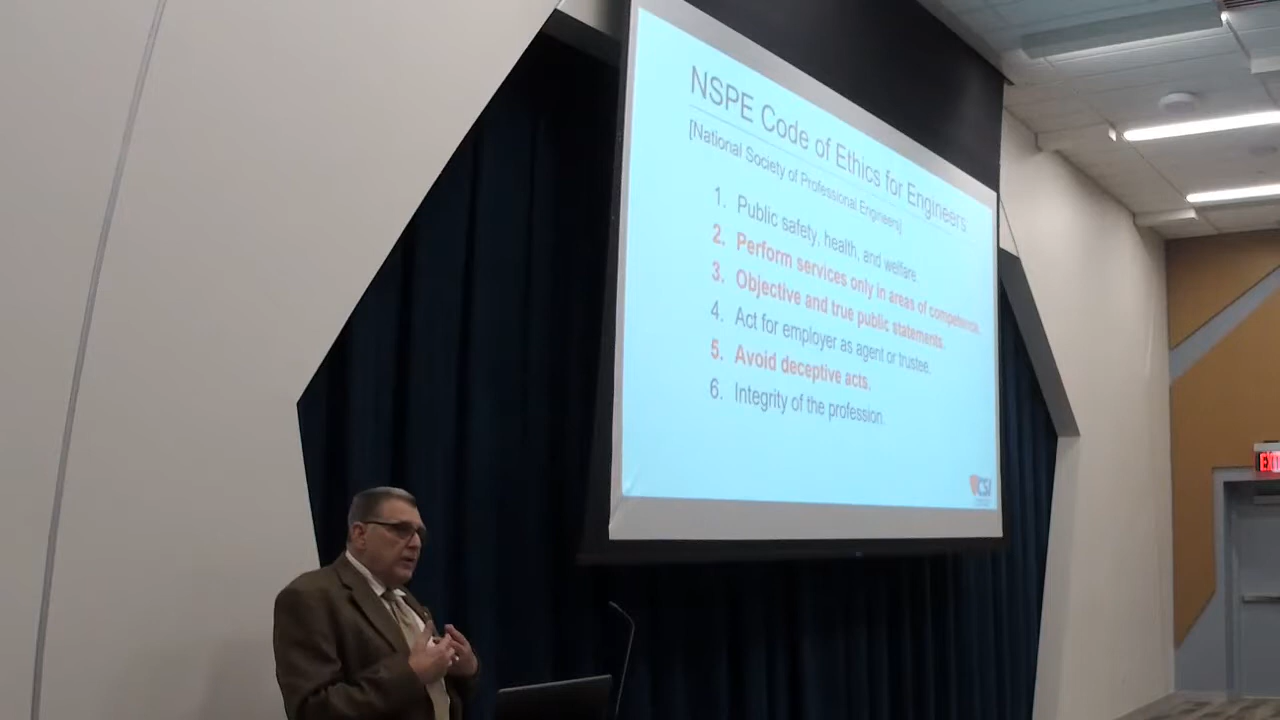 NSPE Code of Ethics for Engineers
[National Society of Professional Engineers]
1. Public safety, health, and welfare.
2. Perform services only in areas of competence.
3. Objective and true public statements.
4. Act for employer as agent or trustee.
5. Avoid deceptive acts.
6. Integrity of the profession.
CSI
EXIT